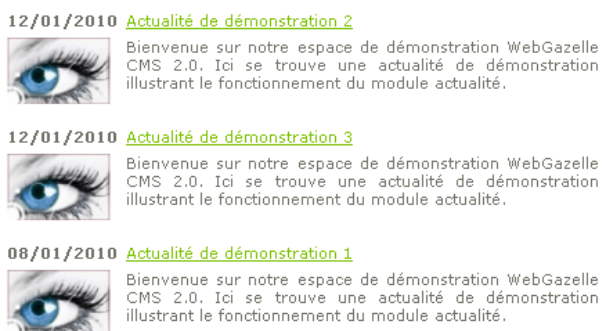 12/01/2010 Actualité de démonstration 2
Bienvenue sur notre espace de démonstration WebGazelle
CMS 2.0. Ici se trouve une actualité de démonstration
illustrant le fonctionnement du module actualité.
12/01/2010 Actualité de démonstration 3
Bienvenue sur notre espace de démonstration WebGazelle
CMS 2.0. Ici se trouve une actualité de démonstration
illustrant le fonctionnement du module actualité.
08/01/2010 Actualité de démonstration 1
Bienvenue sur notre espace de démonstration WebGazelle
CMS 2.0. Ici se trouve une actualité de démonstration
illustrant le fonctionnement du module actualité.